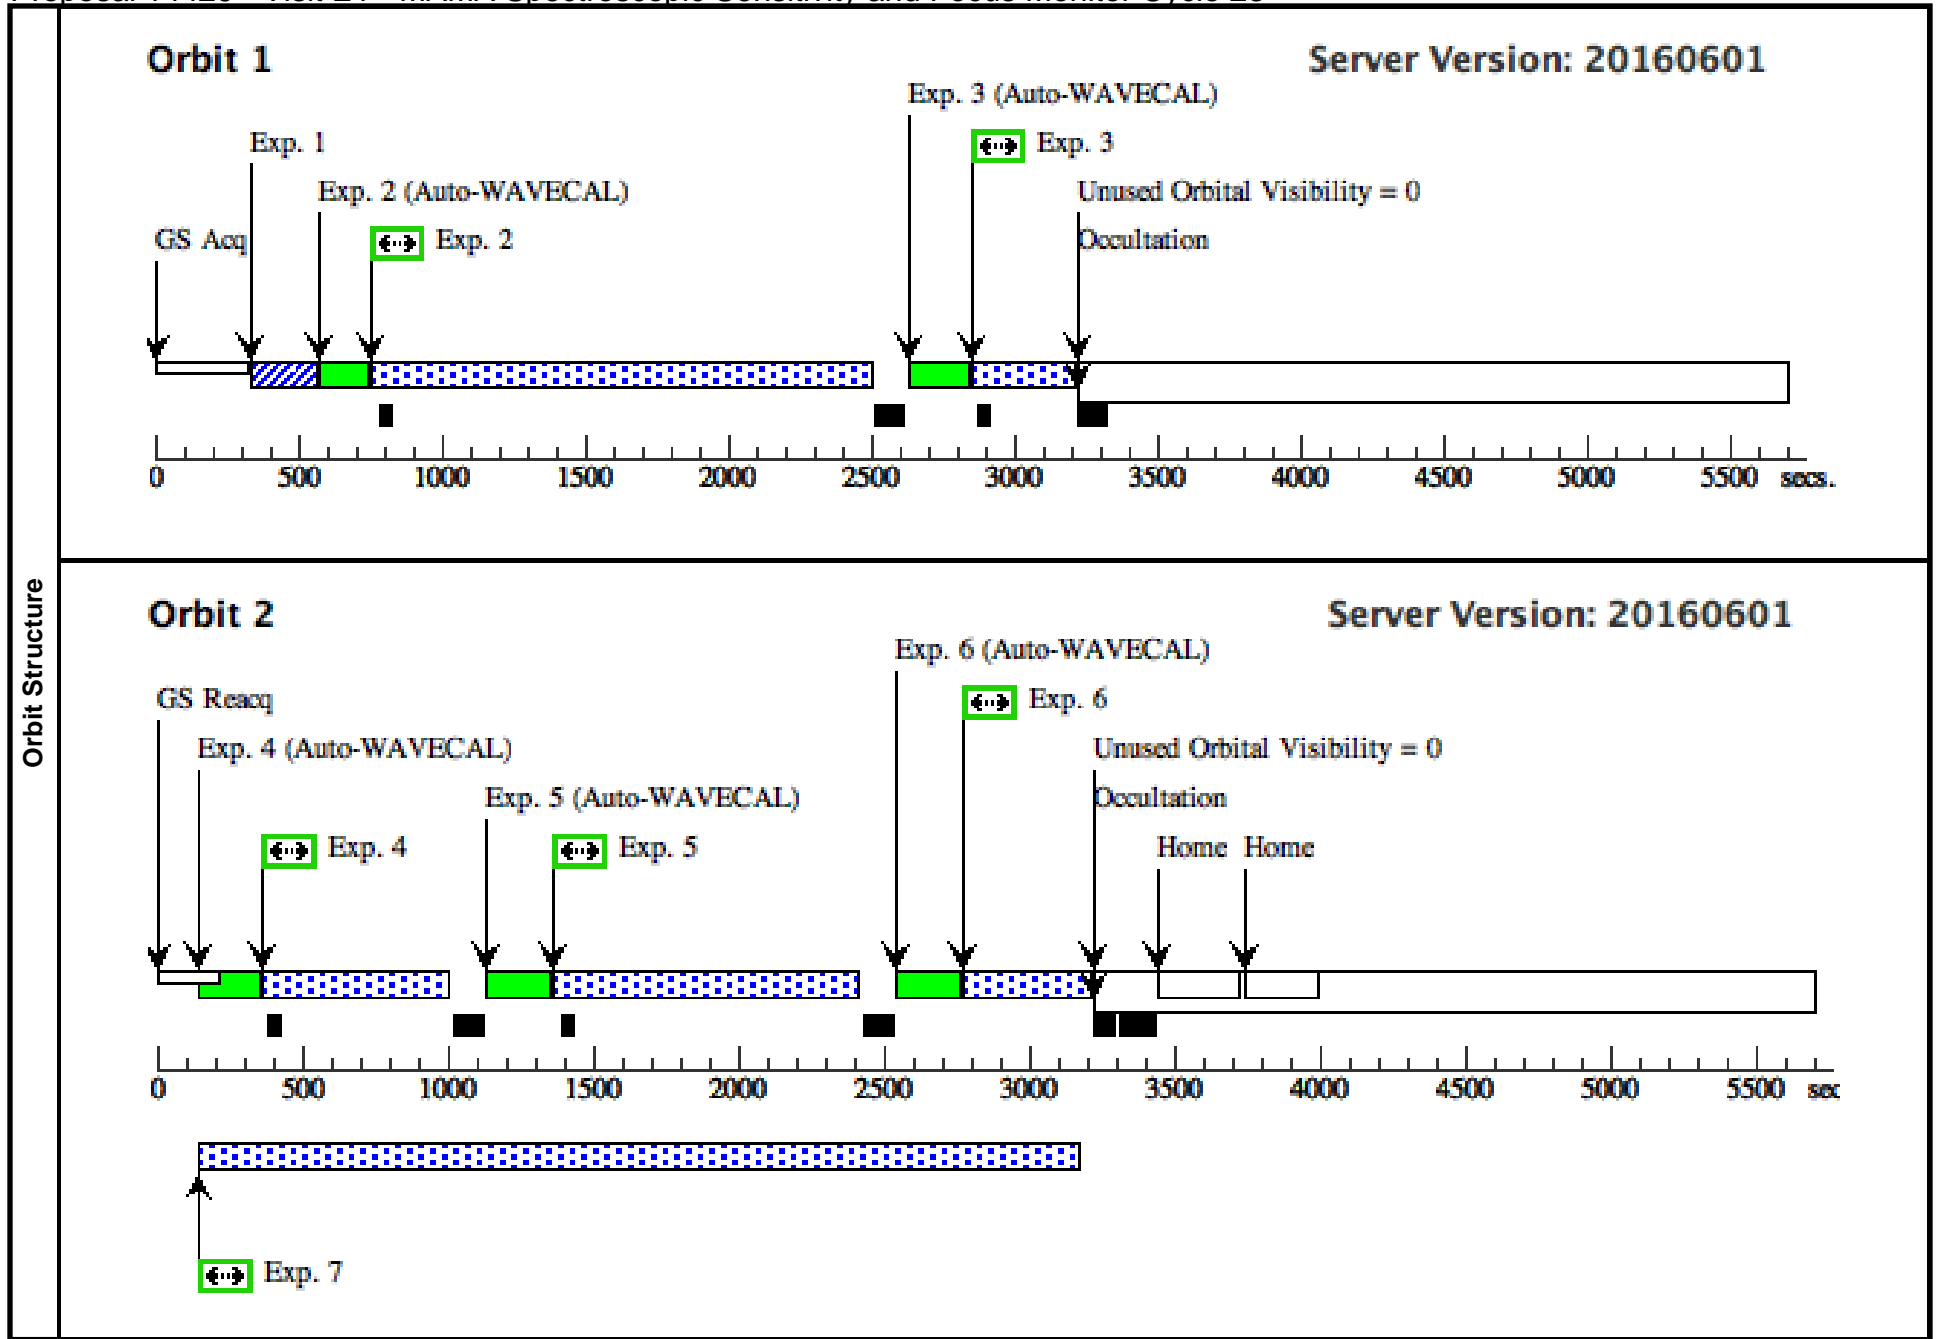 Orbit Structure
Orbit 1
Server Version: 20160601
Exp. 3 (Auto-WAVECAL)
Exp. 1
Exp. 3
Exp. 2 (Auto-WAVECAL)
Unused Orbital Visibility = 0
GS Acq
Exp. 2
Occultation
0 500 1000 1500 2000 2500 3000 3500 4000 4500 5000 5500 secs.
Orbit 2
Server Version: 20160601
Exp. 6 (Auto-WAVECAL)
GS Reacq
Exp. 6
Exp. 4 (Auto-WAVECAL)
Unused Orbital Visibility = 0
Exp. 5 (Auto-WAVECAL)
Occultation
Exp. 4
Exp. 5
Home Home
0 500 1000 1500 2000 2500 3000 3500 4000 4500 5000 5500 sec
Exp. 7